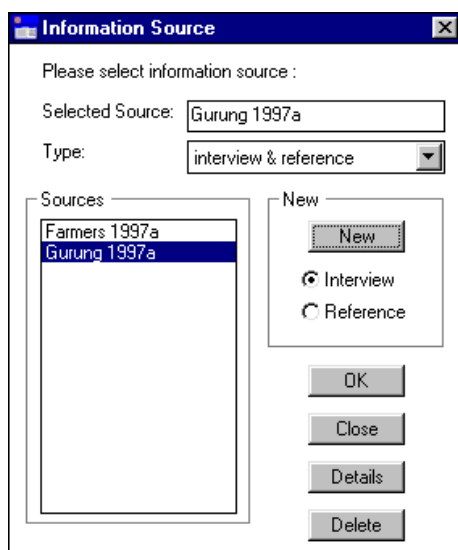 Information Source
Please select information source :
Selected Source: Gurung 1997a
Type: interview & reference
Sources
Farmers 1997a
Gurung 1997a
New
New
Interview
Reference
OK
Close
Details
Delete